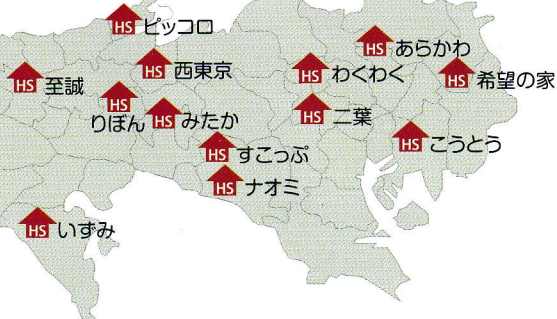 HS ピッコロ
HS あらかわ
HS 西東京
HS わくわく
HS 希望の家
HS 至誠
HS りぼん
HS みたか
HS 二葉
HS こうとう
HS すこっぷ
HS ナオミ
HS いずみ